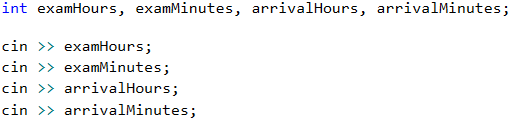 int examHours, examMinutes, arrivalHours, arrivalMinutes;
cin >> examHours;
cin >> examMinutes;
cin >> arrivalHours;
cin >> arrivalMinutes;